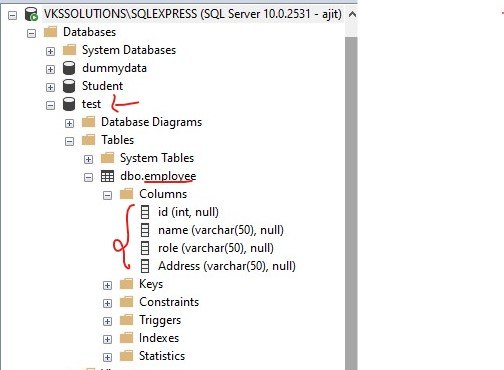 VKSSOLUTIONS\SQLEXPRESS (SQL Server 10.0.2531 - ajit)
Databases
System Databases
dummydata
Student
test
Database Diagrams
Tables
System Tables
dbo.employee
Columns
id (int, null)
name (varchar(50), null)
role (varchar(50), null)
Address (varchar(50), null)
Keys
Constraints
Triggers
Indexes
Statistics